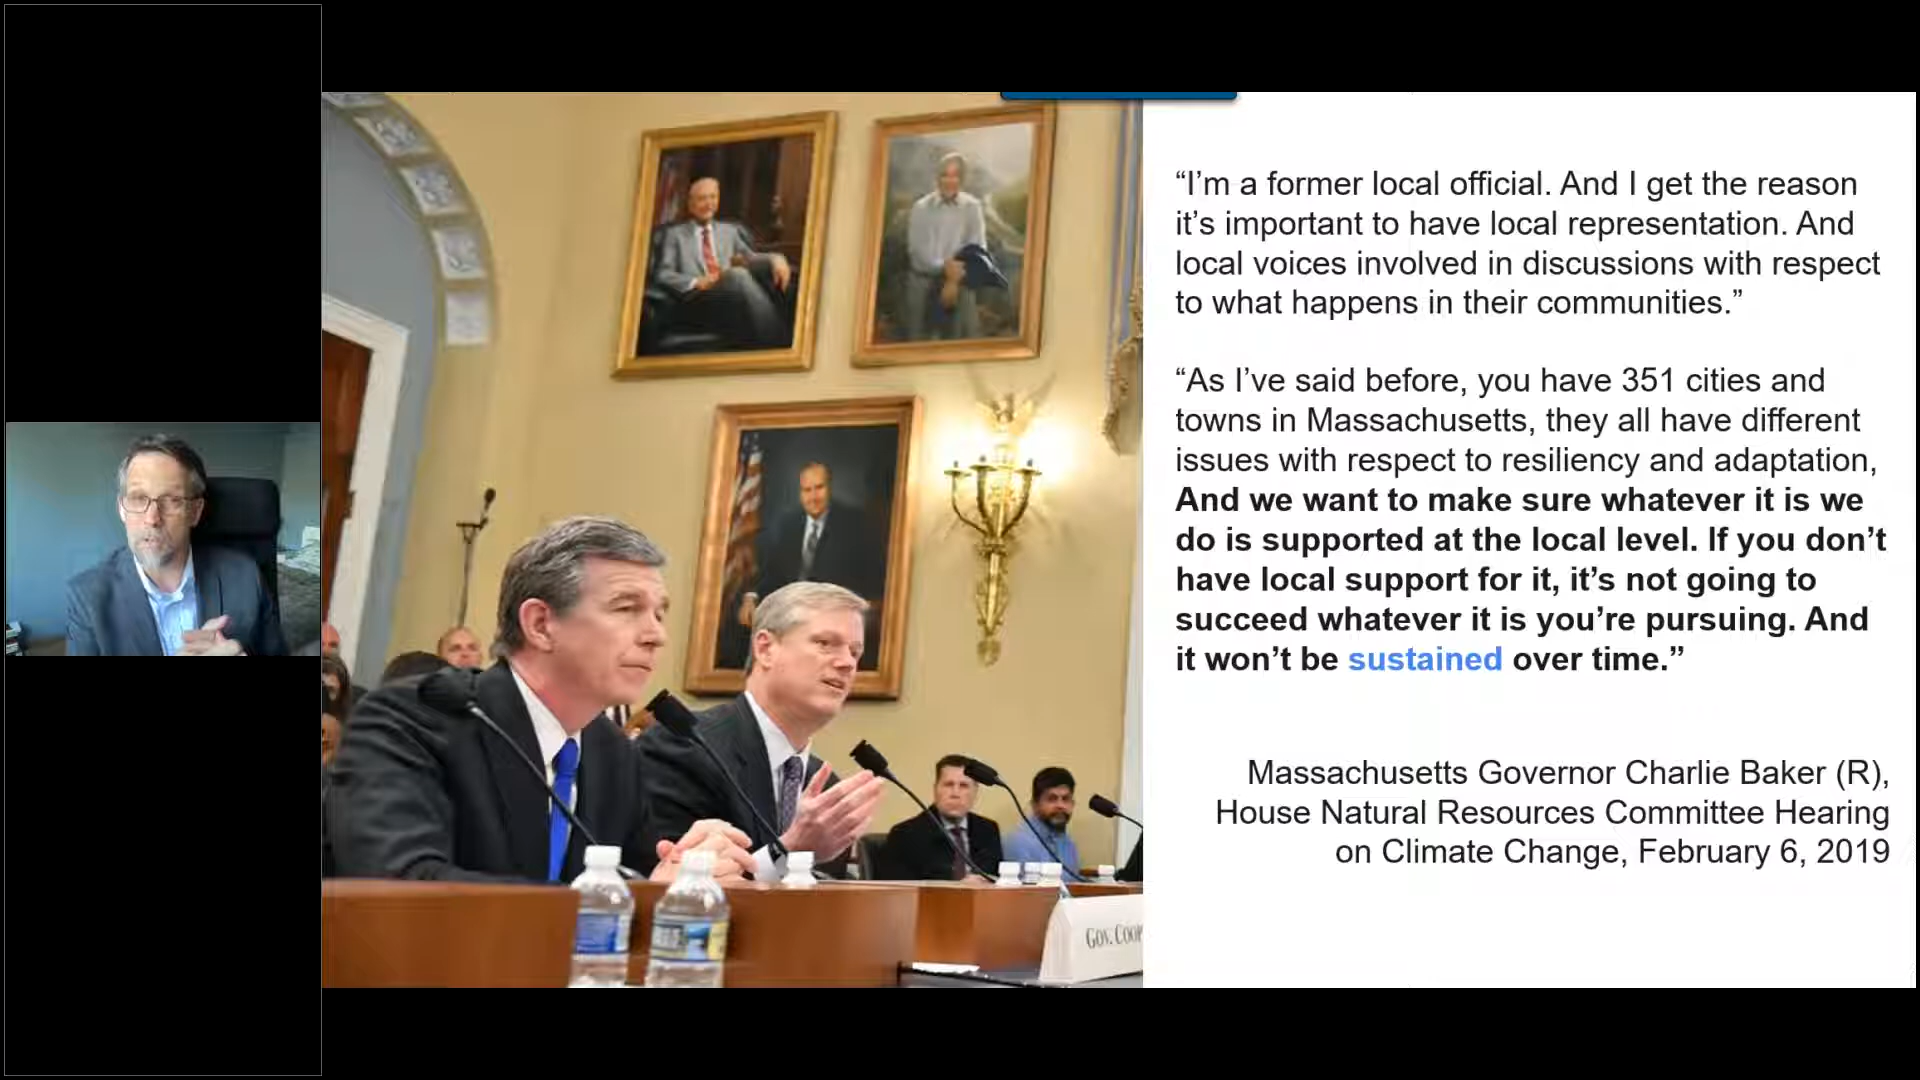 “I’m a former local official. And I get the reason
it’s important to have local representation. And
local voices involved in discussions with respect
to what happens in their communities.”
“As I’ve said before, you have 351 cities and
towns in Massachusetts, they all have different
issues with respect to resiliency and adaptation,
And we want to make sure whatever it is we
do is supported at the local level. If you don’t
have local support for it, it’s not going to
succeed whatever it is you’re pursuing. And
it won’t be sustained over time.”
Massachusetts Governor Charlie Baker (R),
House Natural Resources Committee Hearing
on Climate Change, February 6, 2019
GOV. COOP